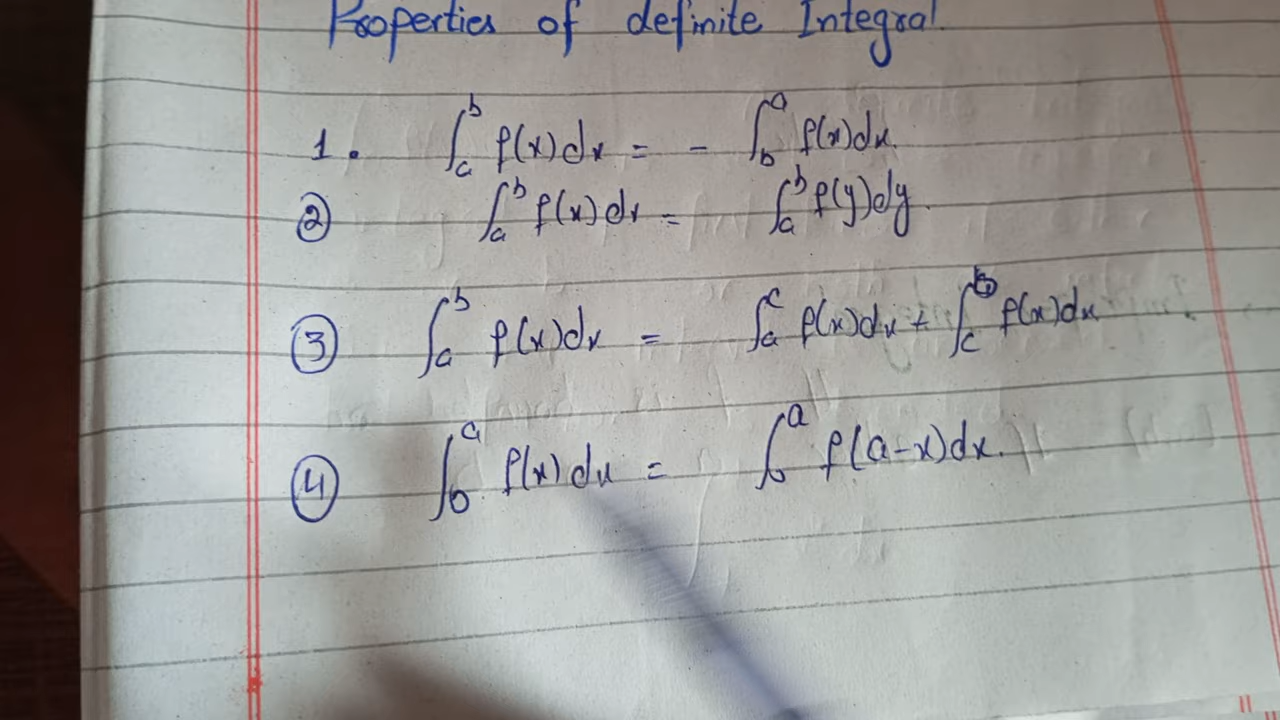 Properties of definite Integral.
1. ∫_a^b f(x)dx = - ∫_b^a f(x)dx.
② ∫_a^b f(x)dx = ∫_a^b f(y)dy.
③ ∫_a^b f(x)dx = ∫_a^c f(x)dx + ∫_c^b f(x)dx
④ ∫_0^a f(x)dx = ∫_0^a f(a-x)dx.